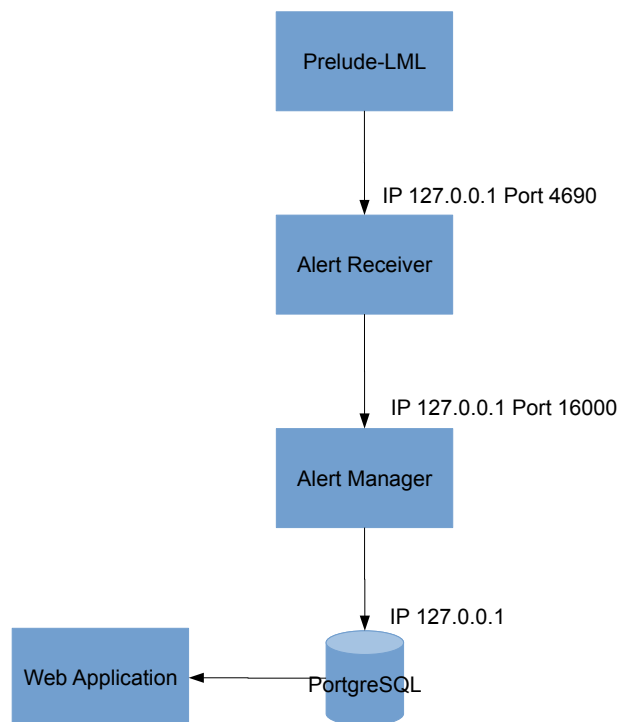 Prelude-LML
IP 127.0.0.1 Port 4690
Alert Receiver
IP 127.0.0.1 Port 16000
Alert Manager
IP 127.0.0.1
Web Application
PortgreSQL